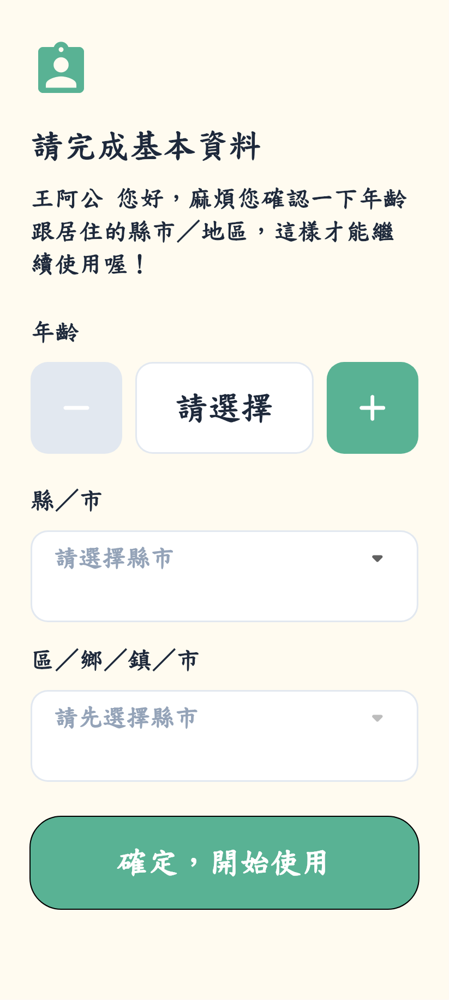 請完成基本資料
王阿公 您好，麻煩您確認一下年齡
跟居住的縣市／地區，這樣才能繼
續使用喔！
年齡
請選擇
縣／市
請選擇縣市
區／鄉／鎮／市
請先選擇縣市
確定，開始使用